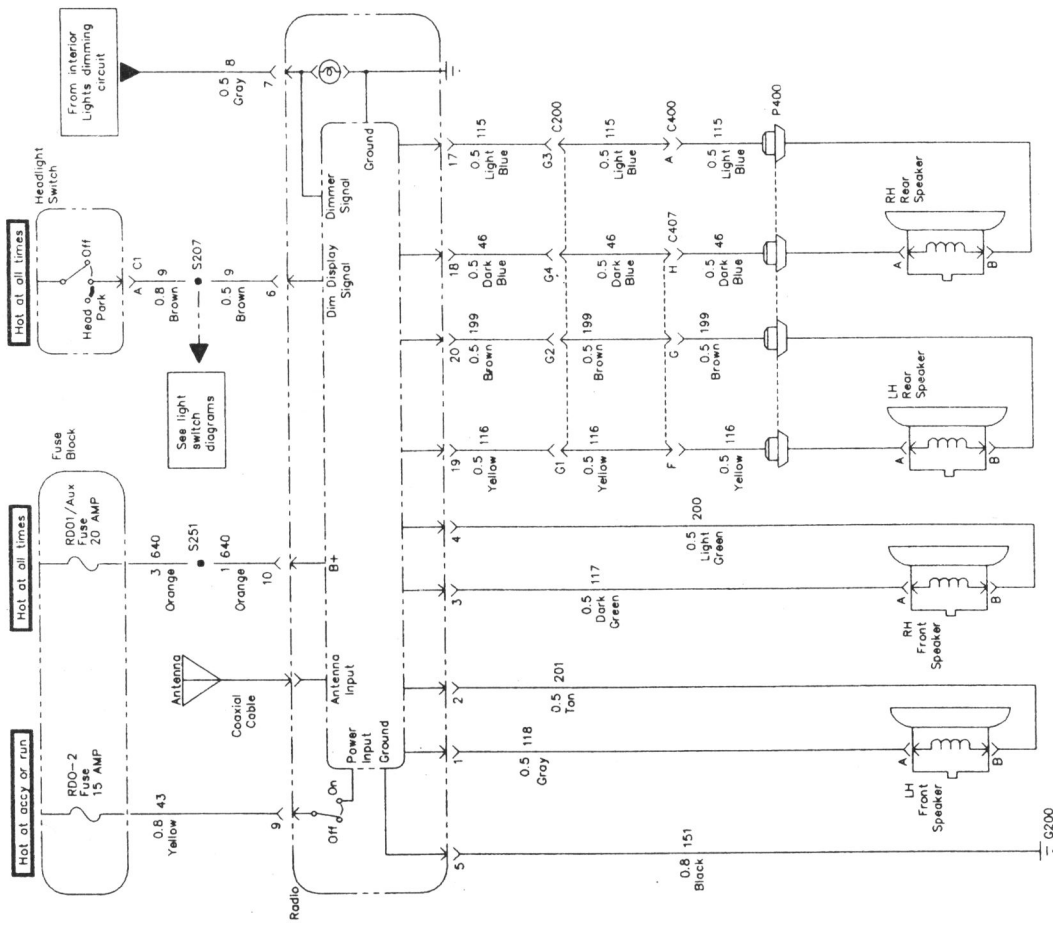 Hot at accy or run
RDO-2
Fuse
15 AMP
0.8 43
Yellow
9
Hot at all times
RDO1/Aux
Fuse
20 AMP
Fuse
Block
3 640
Orange
S251
1 640
Orange
10
Antenna
Coaxial
Cable
Hot at all times
Headlight
Switch
Off
Head
Park
A C1
0.8 9
Brown
S207
0.5 9
Brown
6
See light
switch
diagrams
From interior
Lights dimming
circuit
0.5 8
Gray
7
Radio
Off
On
Power
Input
Ground
Antenna
Input
B+
Dim Display
Signal
Dimmer
Signal
Ground
5
0.8 151
Black
G200
1
0.5 118
Gray
2
0.5 201
Tan
A
B
LH
Front
Speaker
3
0.5 117
Dark
Green
4
200
0.5
Light
Green
A
B
RH
Front
Speaker
19
0.5 116
Yellow
G1
0.5 116
Yellow
F
0.5 116
Yellow
20
0.5 199
Brown
G2
0.5 199
Brown
G
0.5 199
Brown
A
B
LH
Rear
Speaker
18
0.5 46
Dark
Blue
G4
0.5 46
Dark
Blue
H C407
0.5 46
Dark
Blue
17
0.5 115
Light
Blue
G3 C200
0.5 115
Light
Blue
A C400
0.5 115
Light
Blue
P400
A
B
RH
Rear
Speaker